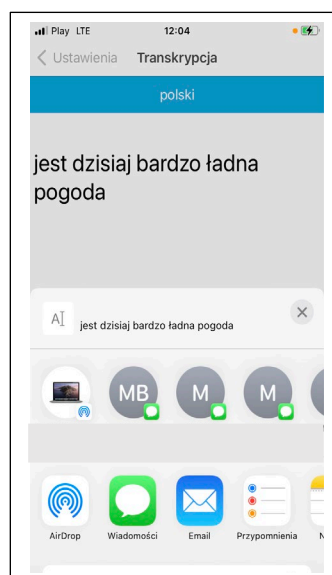 Play LTE 12:04
Ustawienia Transkrypcja
polski
jest dzisiaj bardzo ładna
pogoda
A
jest dzisiaj bardzo ładna pogoda
MB M M
AirDrop Wiadomości Email Przypomnienia